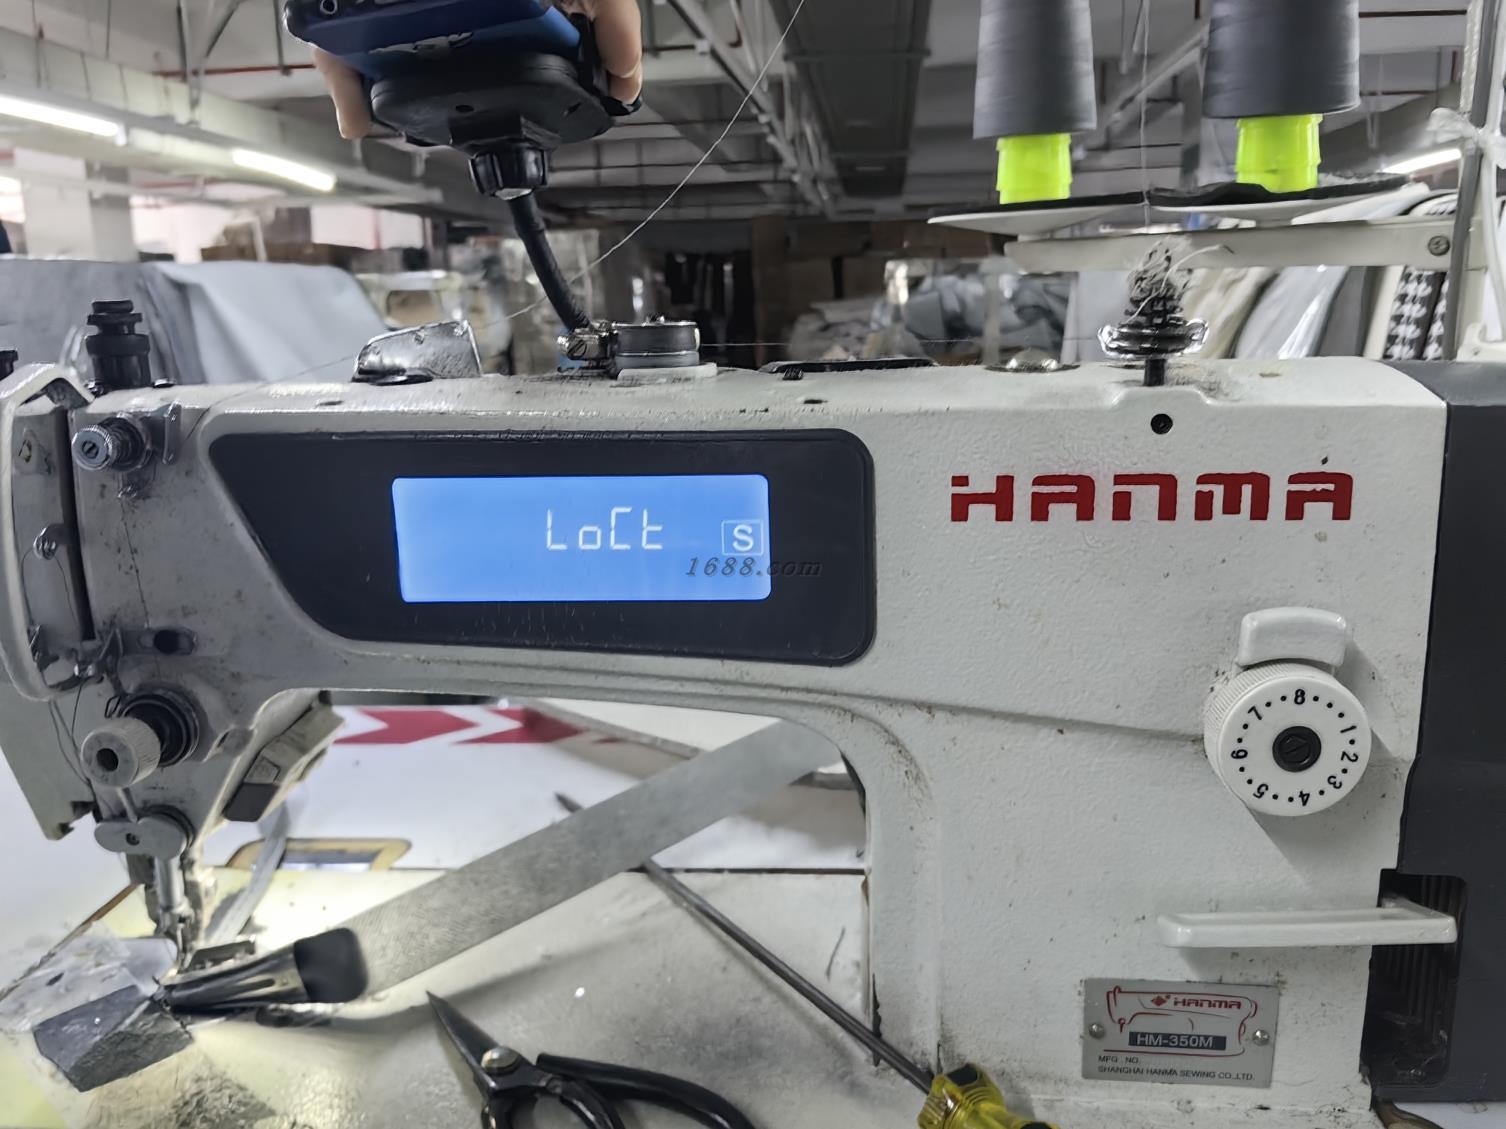 HANMA
LoCt
S
1688.com
8
1
2
3
4
5
6
7
HANMA
HM-350M
MFG . NO.
SHANGHAI HANMA SEWING CO.,LTD.